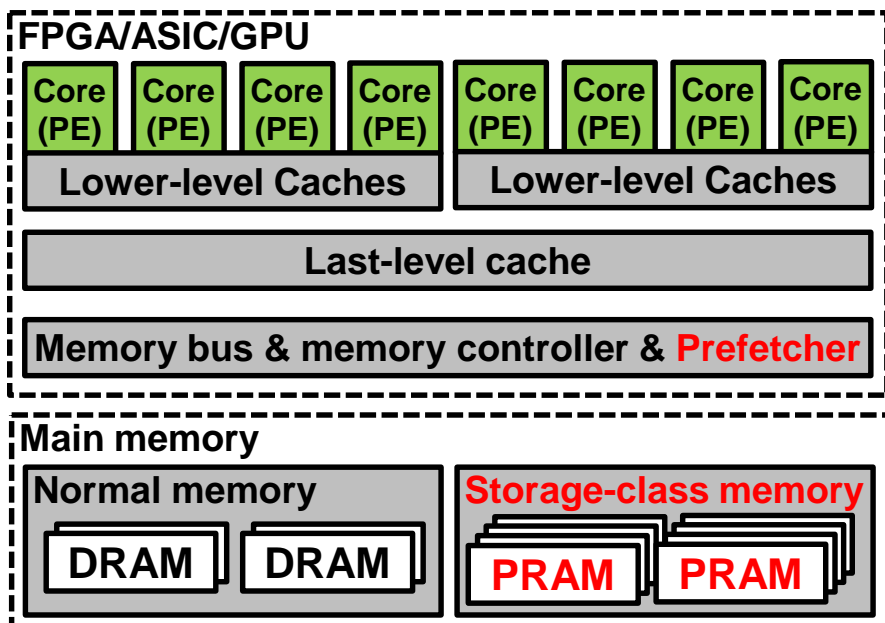 FPGA/ASIC/GPU
Core Core Core Core Core Core Core Core
(PE) (PE) (PE) (PE) (PE) (PE) (PE) (PE)
Lower-level Caches Lower-level Caches
Last-level cache
Memory bus & memory controller & Prefetcher
Main memory
Normal memory Storage-class memory
DRAM DRAM PRAM PRAM